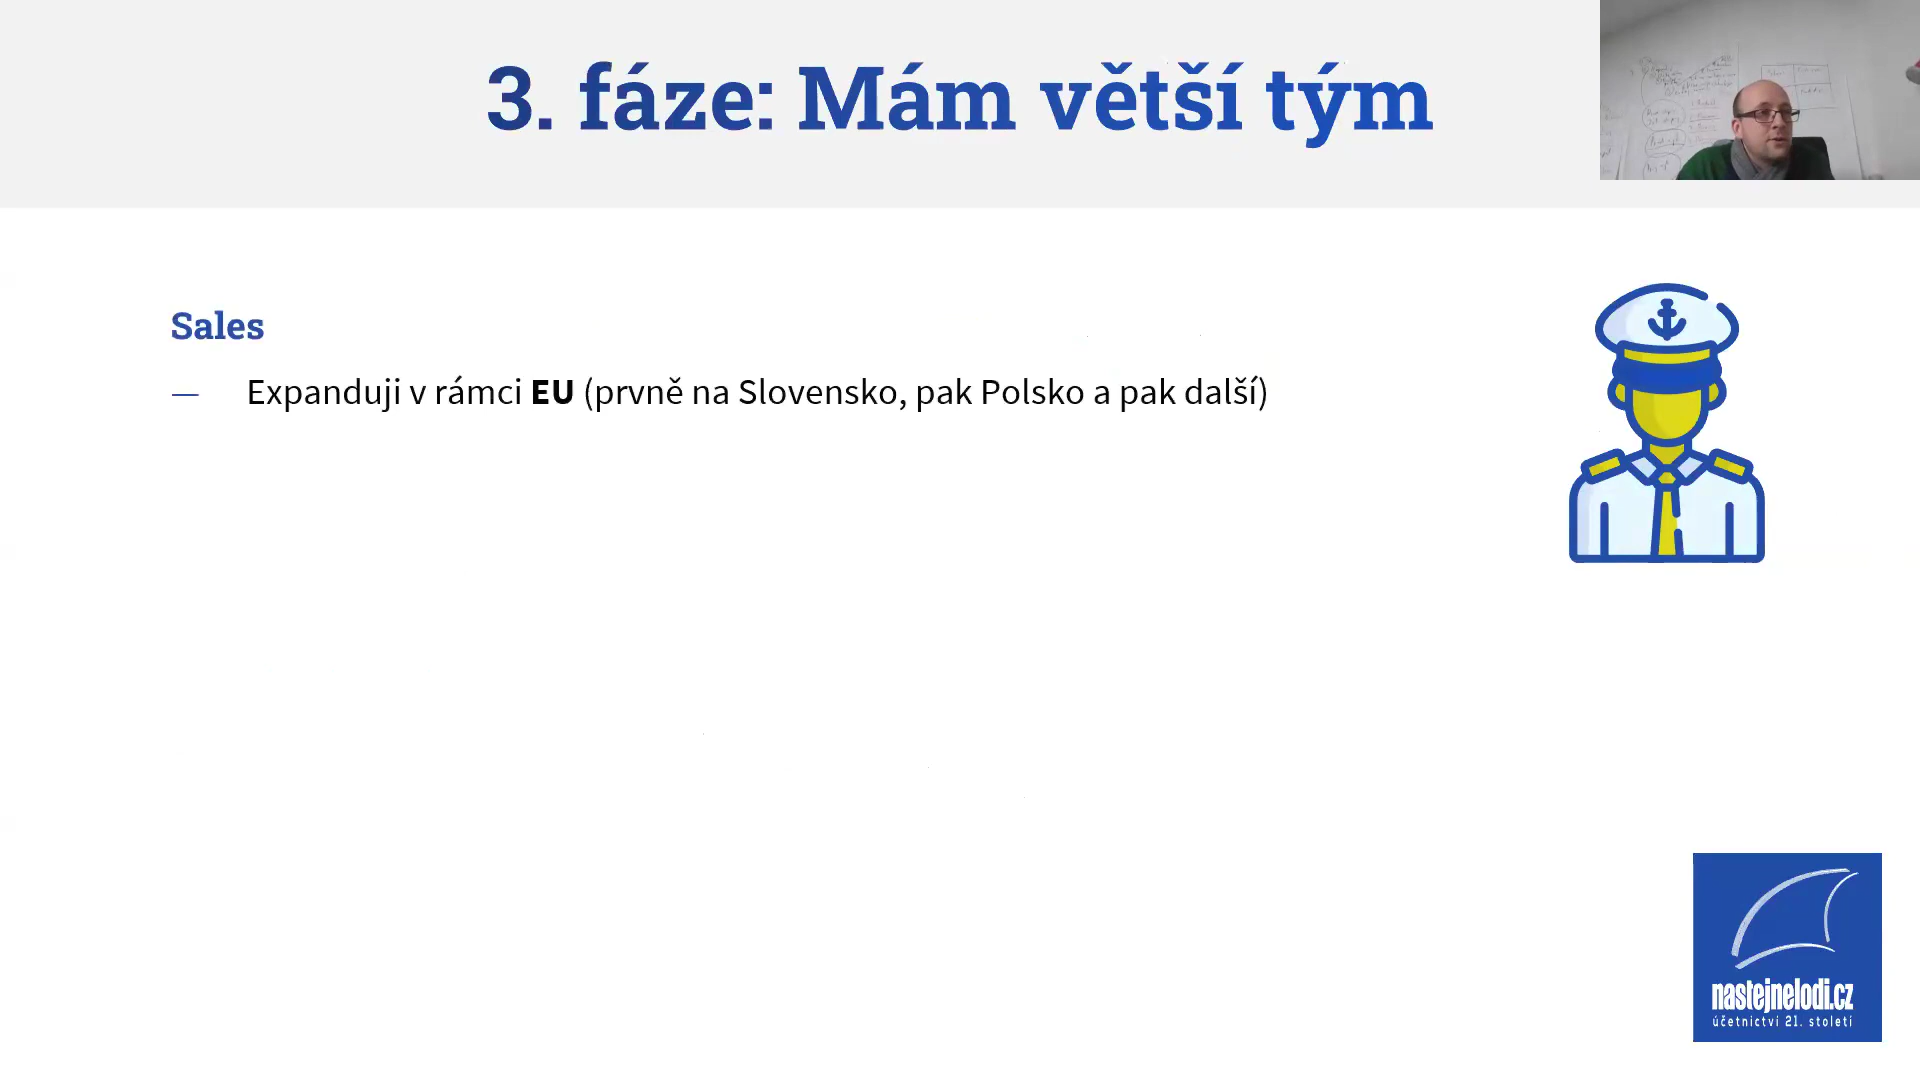 3. fáze: Mám větší tým
Sales
— Expanduji v rámci EU (prvně na Slovensko, pak Polsko a pak další)
nastejnelodi.cz
účetnictví 21. století